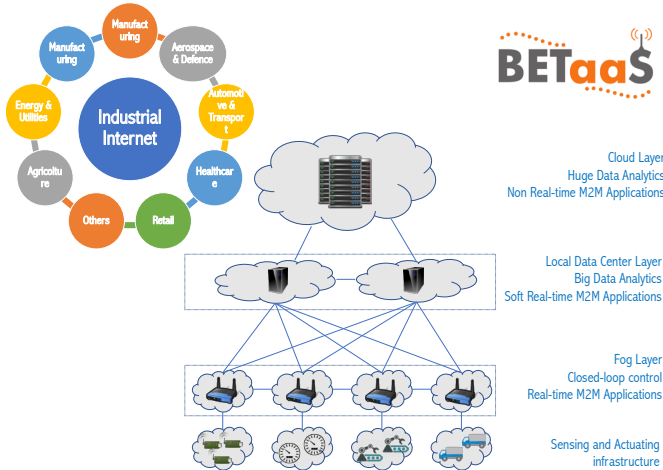 Manufact
uring
Manufact
uring
Aerospace
& Defence
Energy &
Utilities
Automoti
ve &
Transpor
t
Industrial
Internet
Agricoltu
re
Healthcar
e
Others
Retail
BETaaS
Cloud Layer
Huge Data Analytics
Non Real-time M2M Applications
Local Data Center Layer
Big Data Analytics
Soft Real-time M2M Applications
Fog Layer
Closed-loop control
Real-time M2M Applications
Sensing and Actuating
infrastructure